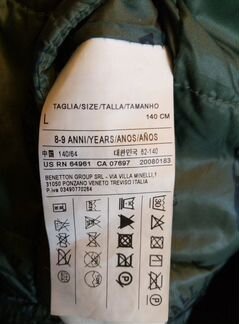 TAGLIA/SIZE/TALLA/TAMANHO
L 140 CM
8-9 ANNI/YEARS/ANOS/AÑOS
中国 140/64 대한민국 62-140
US RN 64961 CA 07697 20080183
BENETTON GROUP SRL - VIA VILLA MINELLI,1
31050 PONZANO VENETO TREVISO ITALIA
P.iva 03490770264